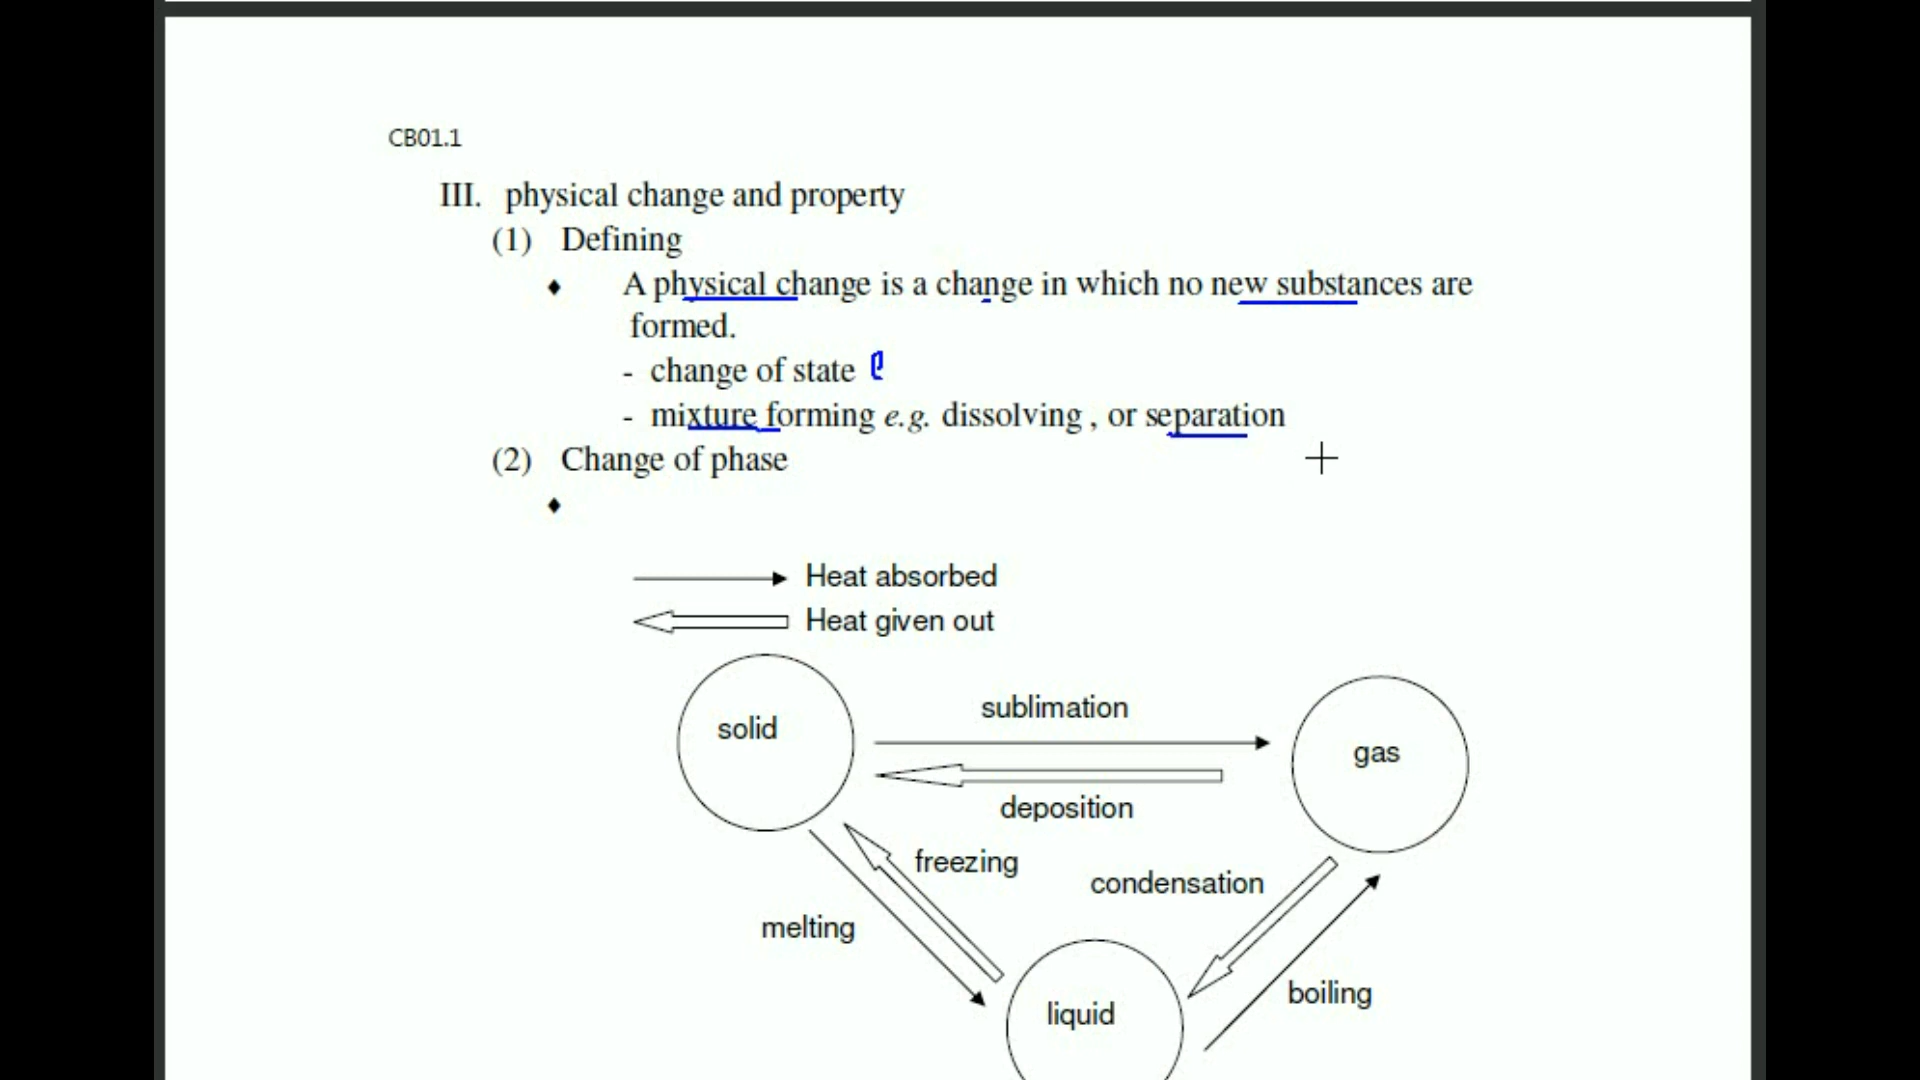 CB01.1
III. physical change and property
(1) Defining
♦ A physical change is a change in which no new substances are
formed.
- change of state
- mixture forming e.g. dissolving , or separation
(2) Change of phase
♦
Heat absorbed
Heat given out
solid
sublimation
gas
deposition
freezing
condensation
melting
boiling
liquid